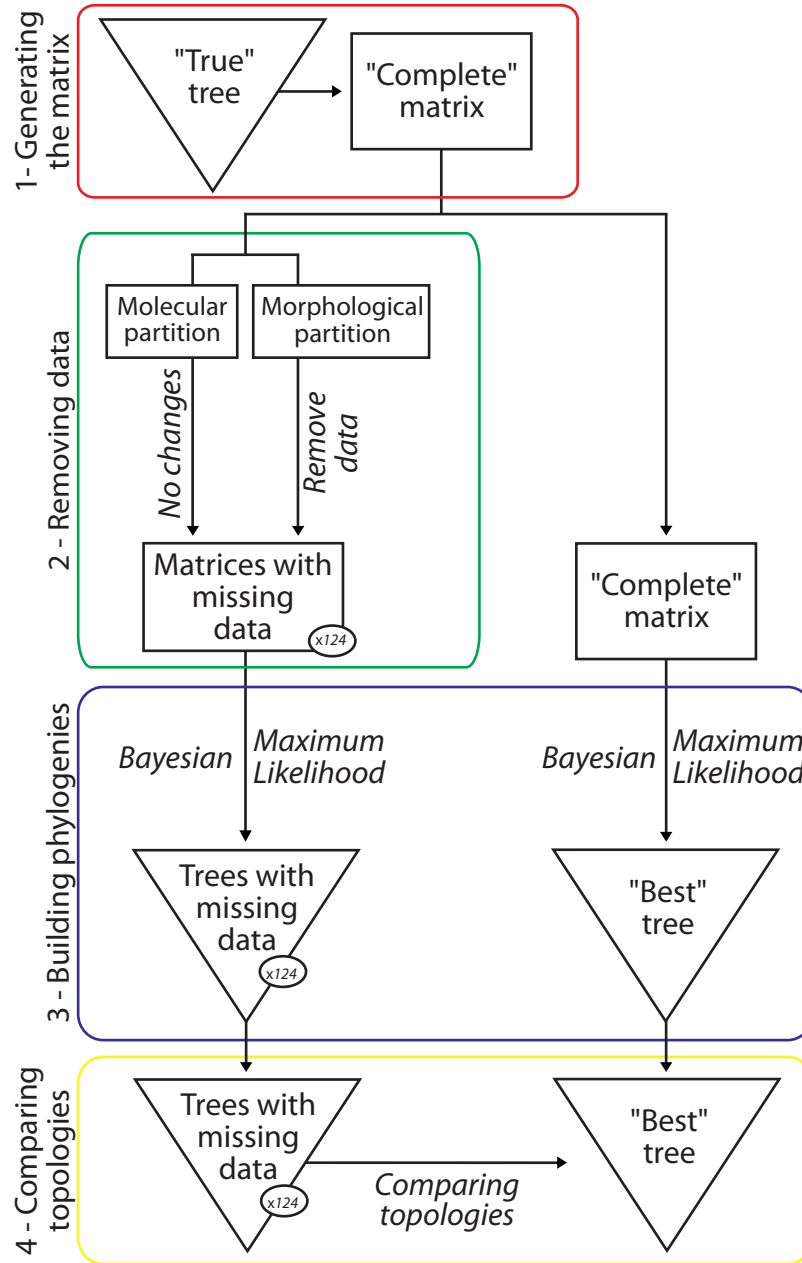 1- Generating
the matrix
"True"
tree
"Complete"
matrix
2 - Removing data
Molecular
partition
Morphological
partition
No changes
Remove
data
Matrices with
missing
data
x124
"Complete"
matrix
3 - Building phylogenies
Bayesian
Maximum
Likelihood
Bayesian
Maximum
Likelihood
Trees with
missing
data
x124
"Best"
tree
4 - Comparing
topologies
Trees with
missing
data
x124
Comparing
topologies
"Best"
tree